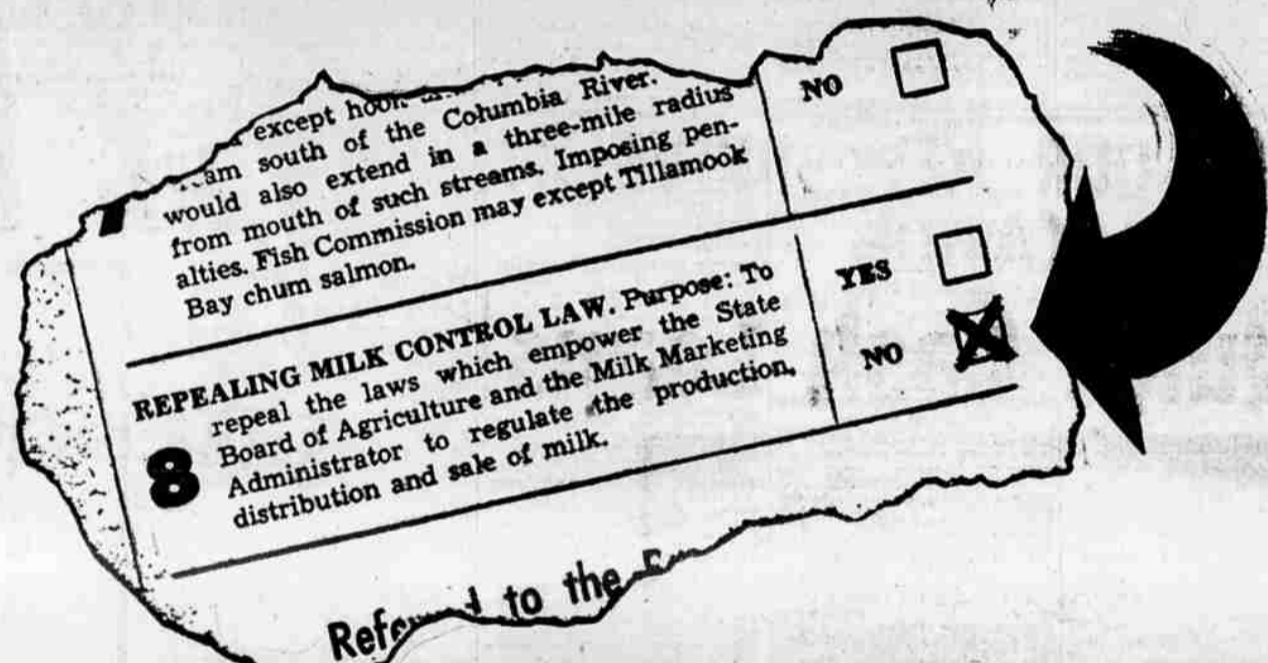 except
am south of the Columbia River.
would also extend in a three-mile radius
from mouth of such streams. Imposing pen-
alties. Fish Commission may except Tillamook
Bay chum salmon.
NO
REPEALING MILK CONTROL LAW. Purpose: To
repeal the laws which empower the State
Board of Agriculture and the Milk Marketing
Administrator to regulate the production,
distribution and sale of milk.
8
YES
NO
to the